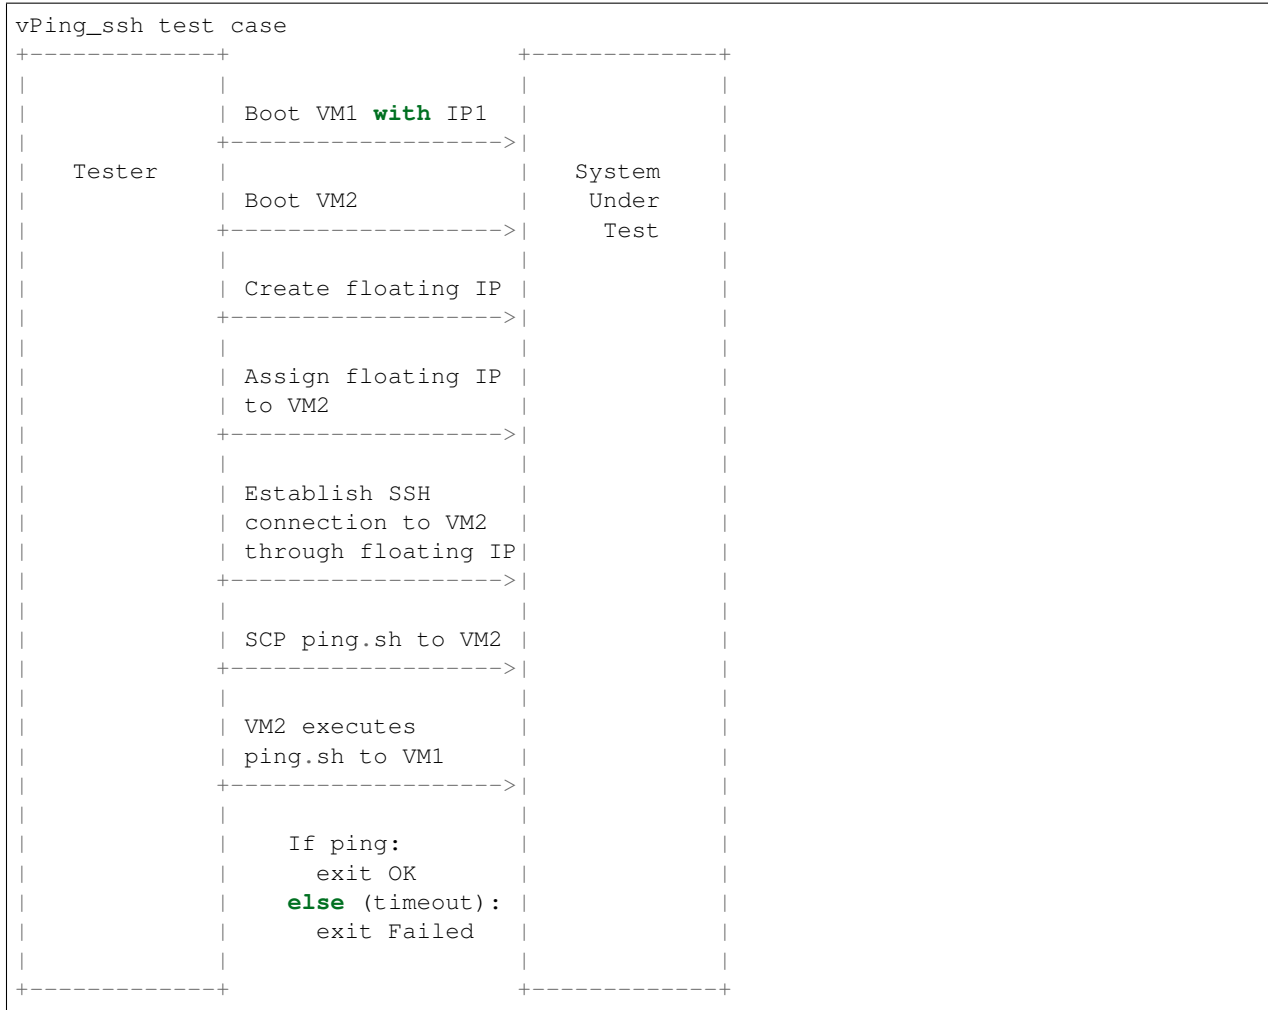 vPing_ssh test case
+-------------+                    +-------------+
|             |                    |             |
|             | Boot VM1 with IP1  |             |
|             +------------------->|             |
|   Tester    |                    |   System    |
|             | Boot VM2           |    Under    |
|             +------------------->|     Test    |
|             |                    |             |
|             | Create floating IP |             |
|             +------------------->|             |
|             |                    |             |
|             | Assign floating IP |             |
|             | to VM2             |             |
|             +------------------->|             |
|             |                    |             |
|             | Establish SSH      |             |
|             | connection to VM2  |             |
|             | through floating IP|             |
|             +------------------->|             |
|             |                    |             |
|             | SCP ping.sh to VM2 |             |
|             +------------------->|             |
|             |                    |             |
|             | VM2 executes       |             |
|             | ping.sh to VM1     |             |
|             +------------------->|             |
|             |                    |             |
|             |    If ping:        |             |
|             |      exit OK       |             |
|             |    else (timeout): |             |
|             |      exit Failed   |             |
|             |                    |             |
+-------------+                    +-------------+